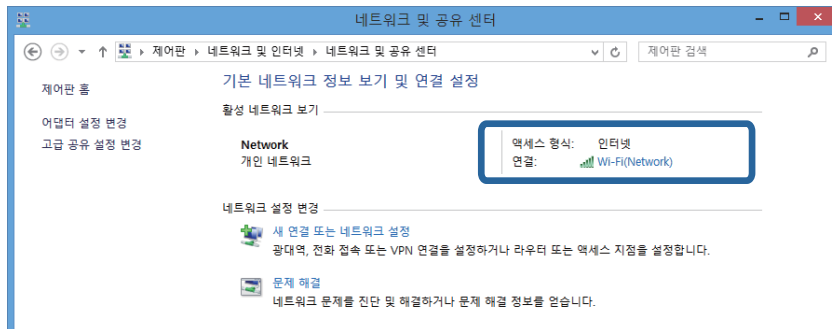 네트워크 및 공유 센터
제어판 ▸ 네트워크 및 인터넷 ▸ 네트워크 및 공유 센터 제어판 검색
제어판 홈
어댑터 설정 변경
고급 공유 설정 변경
기본 네트워크 정보 보기 및 연결 설정
활성 네트워크 보기
Network
개인 네트워크
액세스 형식: 인터넷
연결: Wi-Fi(Network)
네트워크 설정 변경
새 연결 또는 네트워크 설정
광대역, 전화 접속 또는 VPN 연결을 설정하거나 라우터 또는 액세스 지점을 설정합니다.
문제 해결
네트워크 문제를 진단 및 해결하거나 문제 해결 정보를 얻습니다.